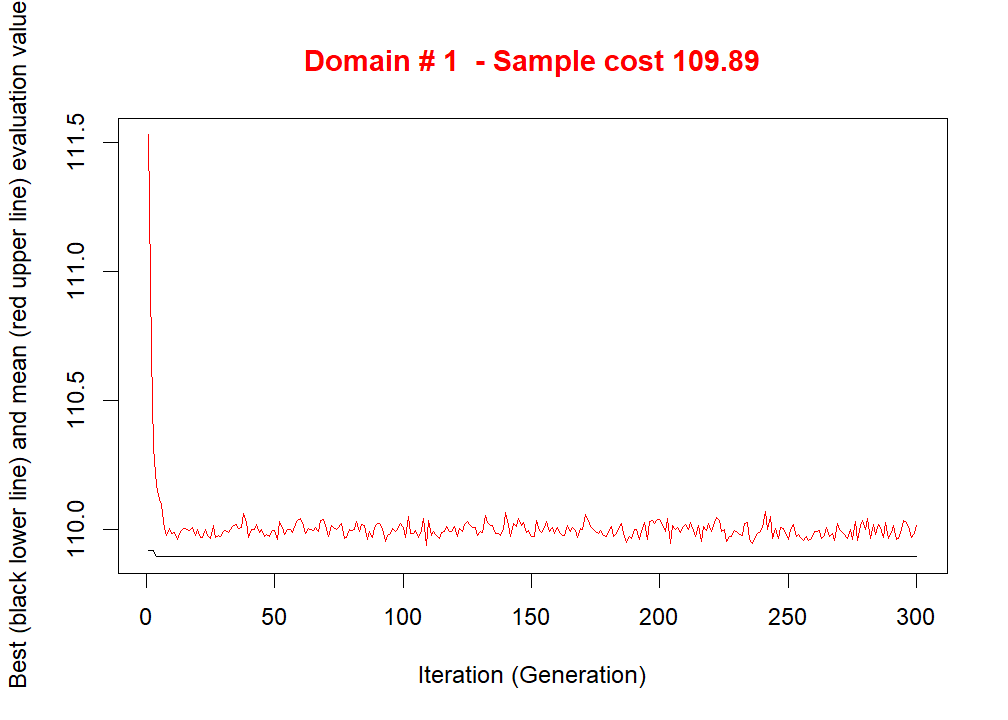 Domain # 1  - Sample cost 109.89
Best (black lower line) and mean (red upper line) evaluation value
111.5
111.0
110.5
110.0
0 50 100 150 200 250 300
Iteration (Generation)